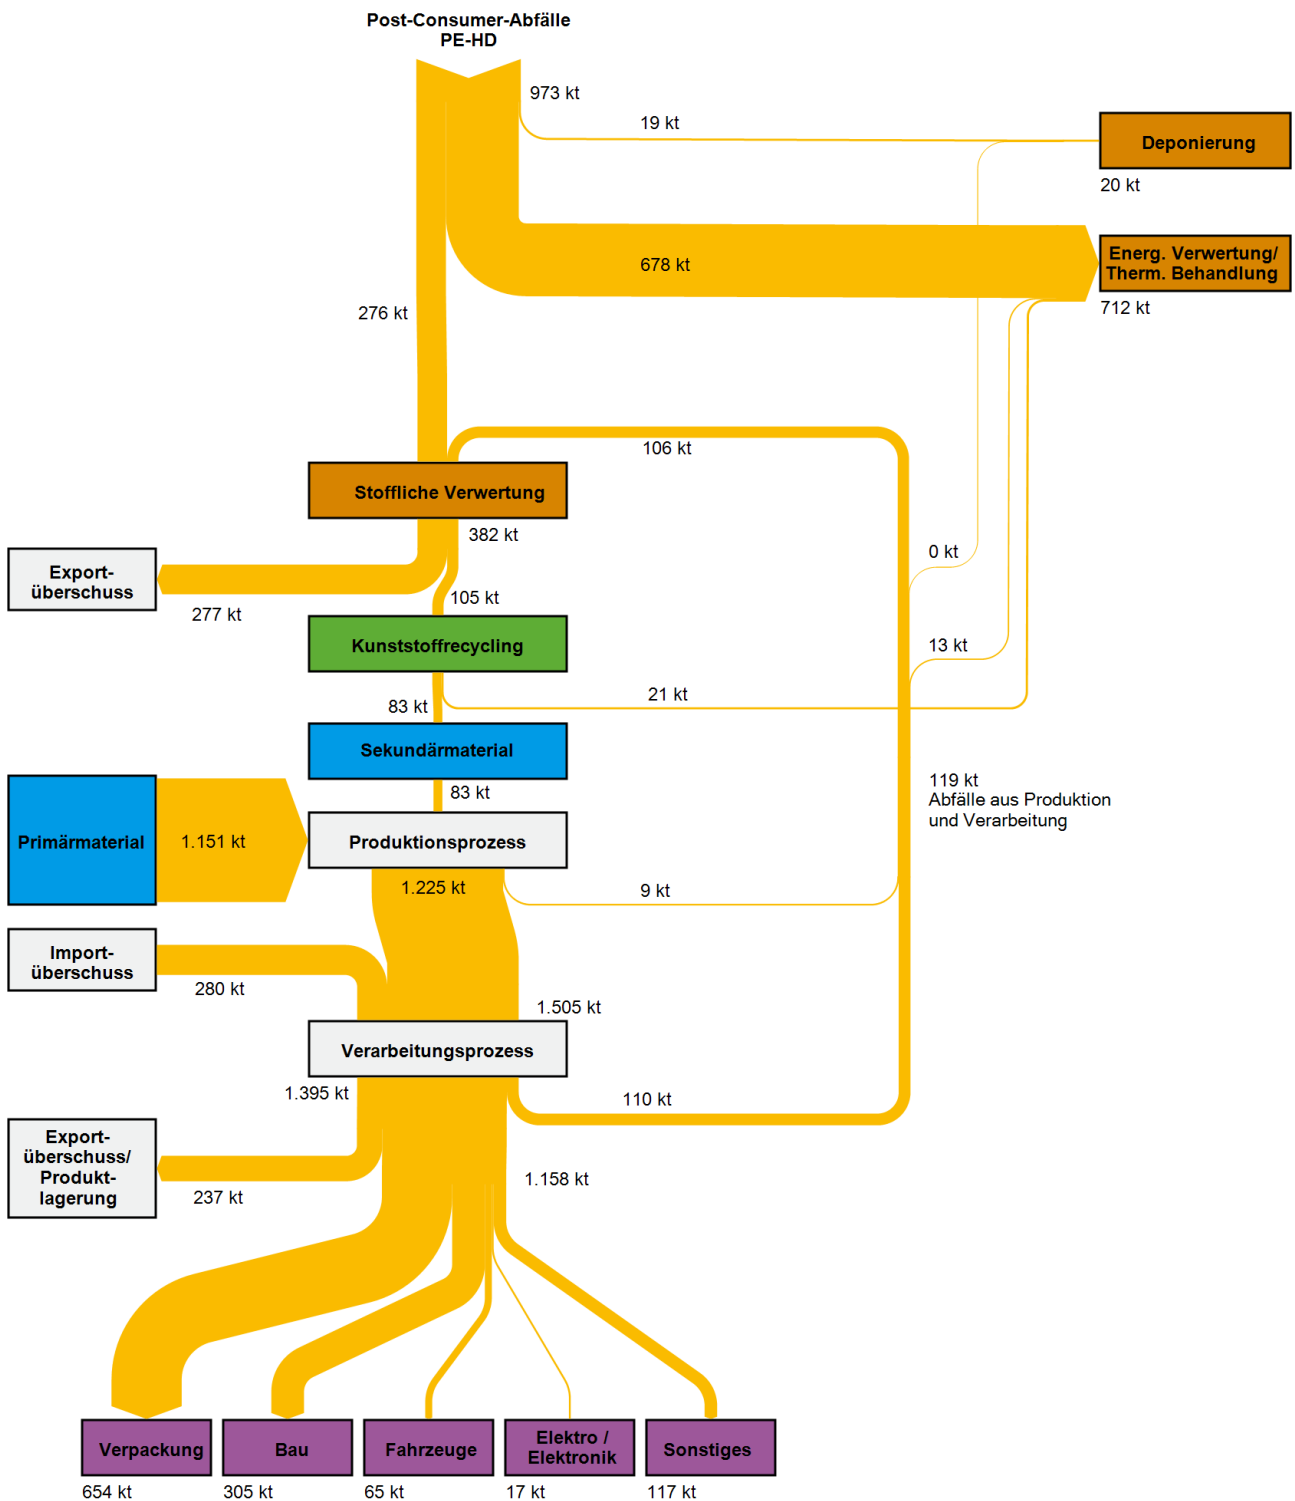 Post-Consumer-Abfälle
PE-HD
973 kt
19 kt
Deponierung
20 kt
678 kt
Energ. Verwertung/
Therm. Behandlung
712 kt
276 kt
106 kt
Stoffliche Verwertung
382 kt
Export-
überschuss
277 kt
105 kt
0 kt
Kunststoffrecycling
13 kt
83 kt
21 kt
Sekundärmaterial
83 kt
119 kt
Abfälle aus Produktion
und Verarbeitung
Primärmaterial
1.151 kt
Produktionsprozess
1.225 kt
9 kt
Import-
überschuss
280 kt
1.505 kt
Verarbeitungsprozess
1.395 kt
110 kt
Export-
überschuss/
Produkt-
lagerung
237 kt
1.158 kt
Verpackung
654 kt
Bau
305 kt
Fahrzeuge
65 kt
Elektro /
Elektronik
17 kt
Sonstiges
117 kt